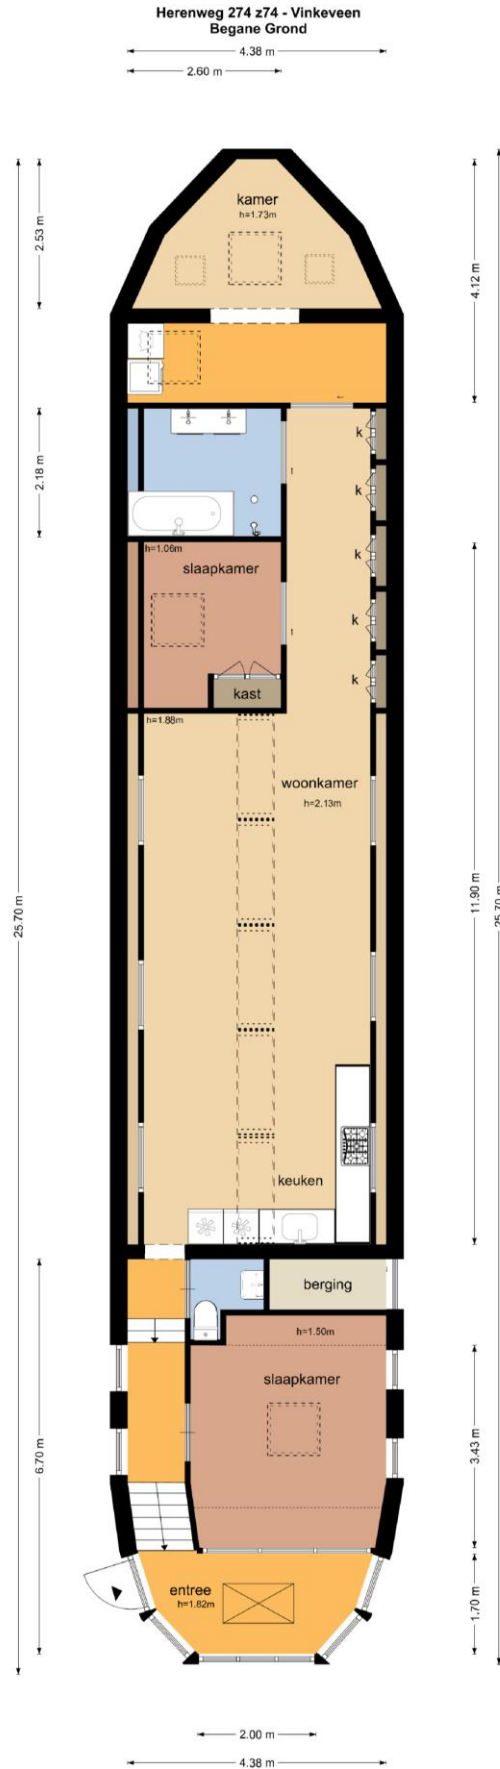 Herenweg 274 z74 - Vinkeveen
Begane Grond
4.38 m
2.60 m
kamer
h=1.73m
2.53 m
4.12 m
k
k
2.18 m
k
h=1.06m
slaapkamer
k
k
kast
h=1.88m
woonkamer
h=2.13m
25.70 m
11.90 m
25.70 m
keuken
berging
h=1.50m
slaapkamer
6.70 m
3.43 m
entree
h=1.82m
1.70 m
2.00 m
4.38 m